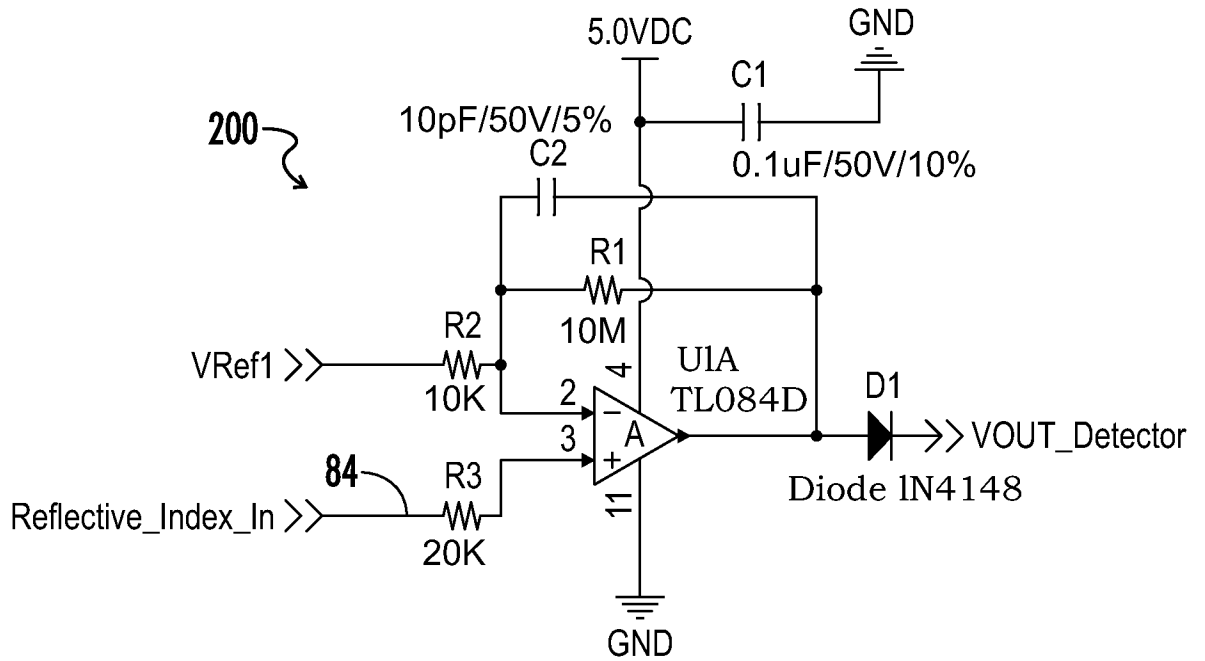 5.0VDC
GND
C1
200
10pF/50V/5%
C2
0.1uF/50V/10%
R1
10M
R2
VRef1
10K
4
U1A
TL084D
2
−
A
3
+
D1
VOUT_Detector
84
R3
11
Diode 1N4148
Reflective_Index_In
20K
GND